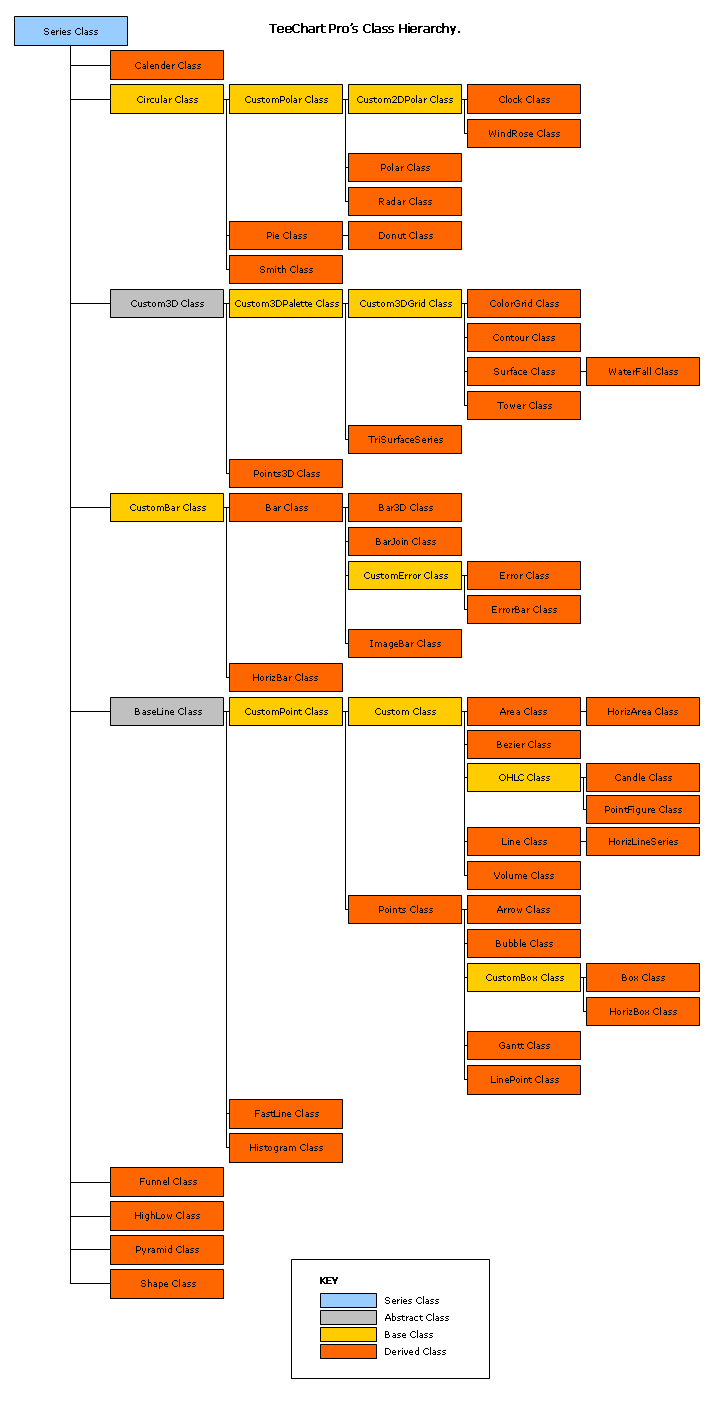 TeeChart Pro's Class Hierarchy.
Series Class
Calender Class
Circular Class
CustomPolar Class
Custom2DPolar Class
Clock Class
WindRose Class
Polar Class
Radar Class
Pie Class
Donut Class
Smith Class
Custom3D Class
Custom3DPalette Class
Custom3DGrid Class
ColorGrid Class
Contour Class
Surface Class
WaterFall Class
Tower Class
TriSurfaceSeries
Points3D Class
CustomBar Class
Bar Class
Bar3D Class
BarJoin Class
CustomError Class
Error Class
ErrorBar Class
ImageBar Class
HorizBar Class
BaseLine Class
CustomPoint Class
Custom Class
Area Class
HorizArea Class
Bezier Class
OHLC Class
Candle Class
PointFigure Class
Line Class
HorizLineSeries
Volume Class
Points Class
Arrow Class
Bubble Class
CustomBox Class
Box Class
HorizBox Class
Gantt Class
LinePoint Class
FastLine Class
Histogram Class
Funnel Class
HighLow Class
Pyramid Class
Shape Class
KEY
Series Class
Abstract Class
Base Class
Derived Class